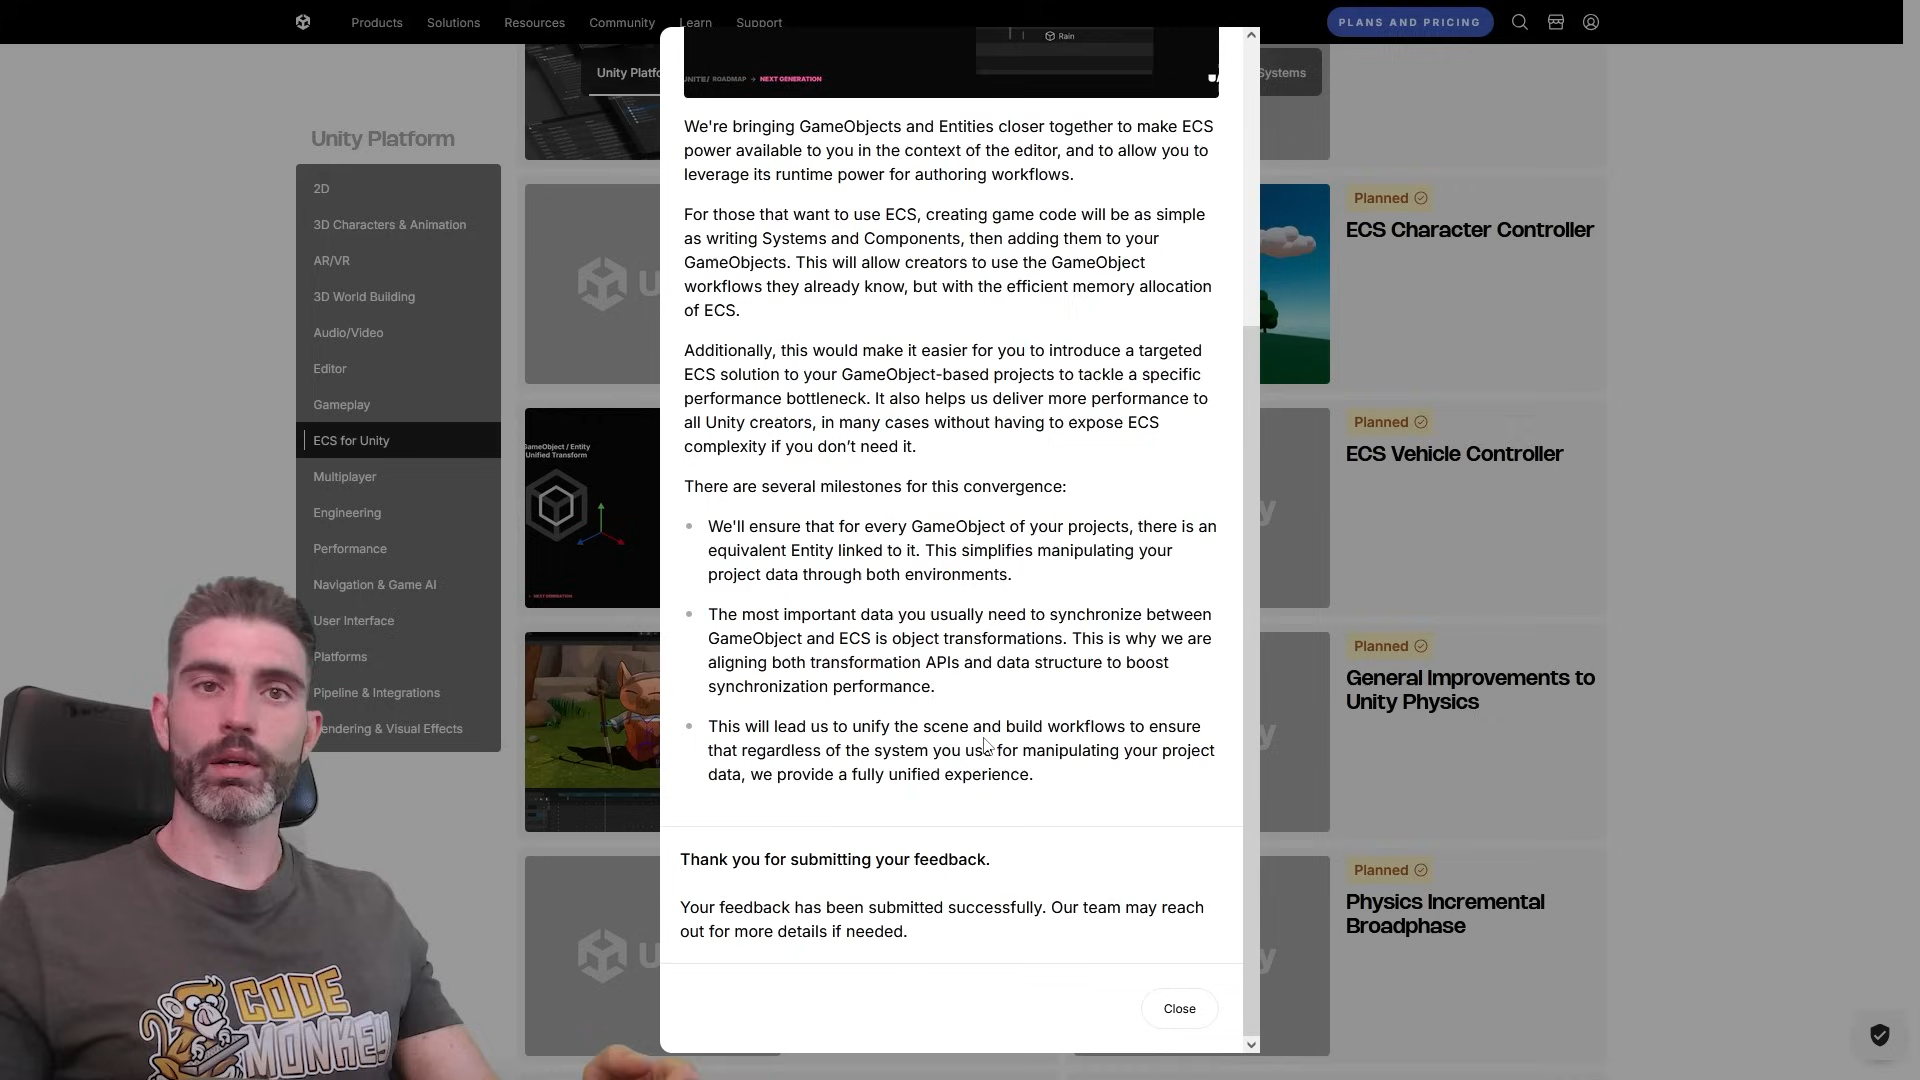 Products Solutions Resources Community Learn Support PLANS AND PRICING
Rain
Unity Platfo
Systems
ROADMAP → NEXT GENERATION
Unity Platform
2D
3D Characters & Animation
AR/VR
3D World Building
Audio/Video
Editor
Gameplay
ECS for Unity
Multiplayer
Engineering
Performance
Navigation & Game AI
User Interface
Platforms
Pipeline & Integrations
endering & Visual Effects
GameObject / Entity
Unified Transform
NEXT GENERATION
We're bringing GameObjects and Entities closer together to make ECS
power available to you in the context of the editor, and to allow you to
leverage its runtime power for authoring workflows.
For those that want to use ECS, creating game code will be as simple
as writing Systems and Components, then adding them to your
GameObjects. This will allow creators to use the GameObject
workflows they already know, but with the efficient memory allocation
of ECS.
Additionally, this would make it easier for you to introduce a targeted
ECS solution to your GameObject-based projects to tackle a specific
performance bottleneck. It also helps us deliver more performance to
all Unity creators, in many cases without having to expose ECS
complexity if you don’t need it.
There are several milestones for this convergence:
We'll ensure that for every GameObject of your projects, there is an
equivalent Entity linked to it. This simplifies manipulating your
project data through both environments.
The most important data you usually need to synchronize between
GameObject and ECS is object transformations. This is why we are
aligning both transformation APIs and data structure to boost
synchronization performance.
This will lead us to unify the scene and build workflows to ensure
that regardless of the system you use for manipulating your project
data, we provide a fully unified experience.
Thank you for submitting your feedback.
Your feedback has been submitted successfully. Our team may reach
out for more details if needed.
Close
Planned
ECS Character Controller
Planned
ECS Vehicle Controller
Planned
General Improvements to
Unity Physics
Planned
Physics Incremental
Broadphase
CODE
MONKEY